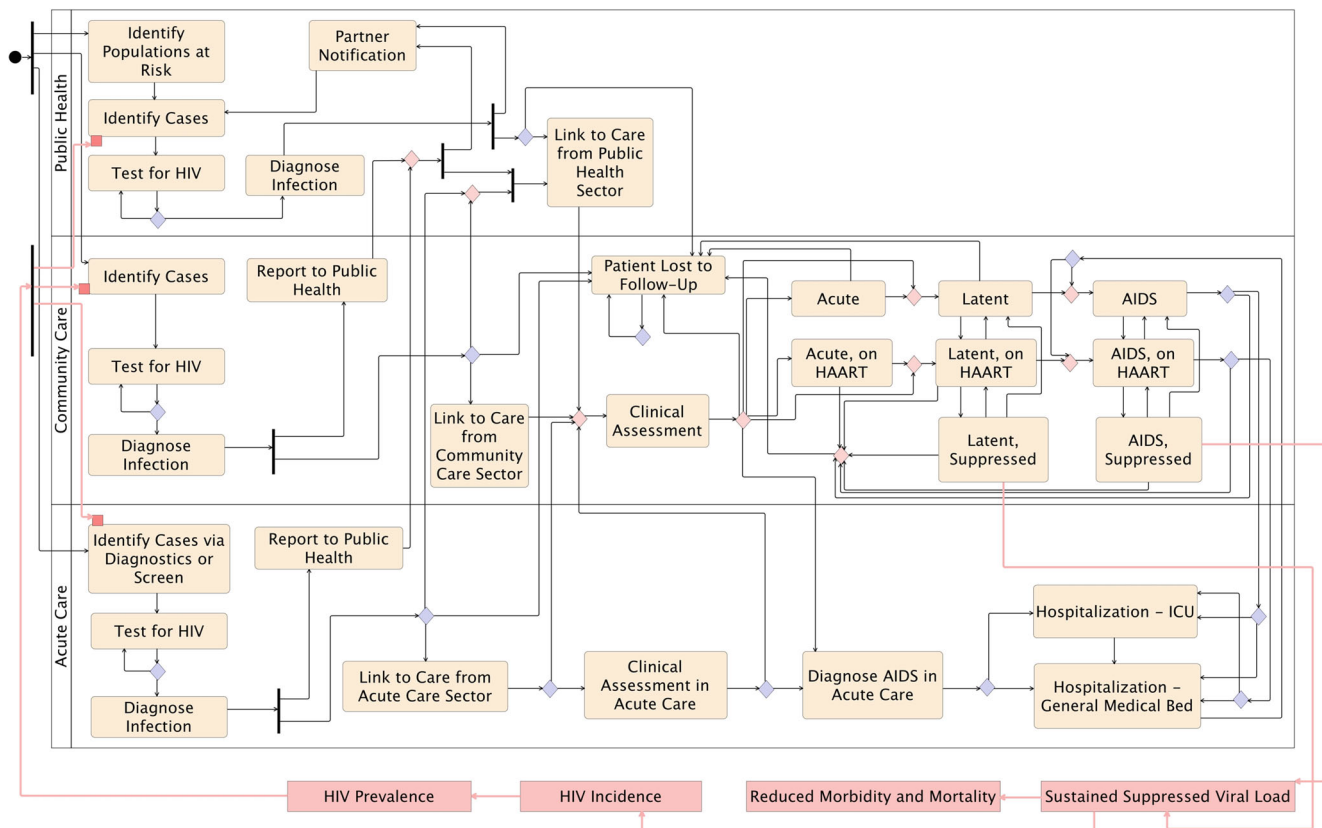 Public Health
Identify
Populations at
Risk
Partner
Notification
Identify Cases
Test for HIV
Diagnose
Infection
Link to Care
from Public
Health
Sector
Community Care
Identify Cases
Report to Public
Health
Patient Lost to
Follow-Up
Acute
Latent
AIDS
Test for HIV
Acute, on
HAART
Latent, on
HAART
AIDS, on
HAART
Diagnose
Infection
Link to Care
from
Community
Care Sector
Clinical
Assessment
Latent,
Suppressed
AIDS,
Suppressed
Acute Care
Identify Cases via
Diagnostics or
Screen
Report to Public
Health
Test for HIV
Hospitalization – ICU
Diagnose
Infection
Link to Care from
Acute Care Sector
Clinical
Assessment in
Acute Care
Diagnose AIDS in
Acute Care
Hospitalization –
General Medical Bed
HIV Prevalence
HIV Incidence
Reduced Morbidity and Mortality
Sustained Suppressed Viral Load